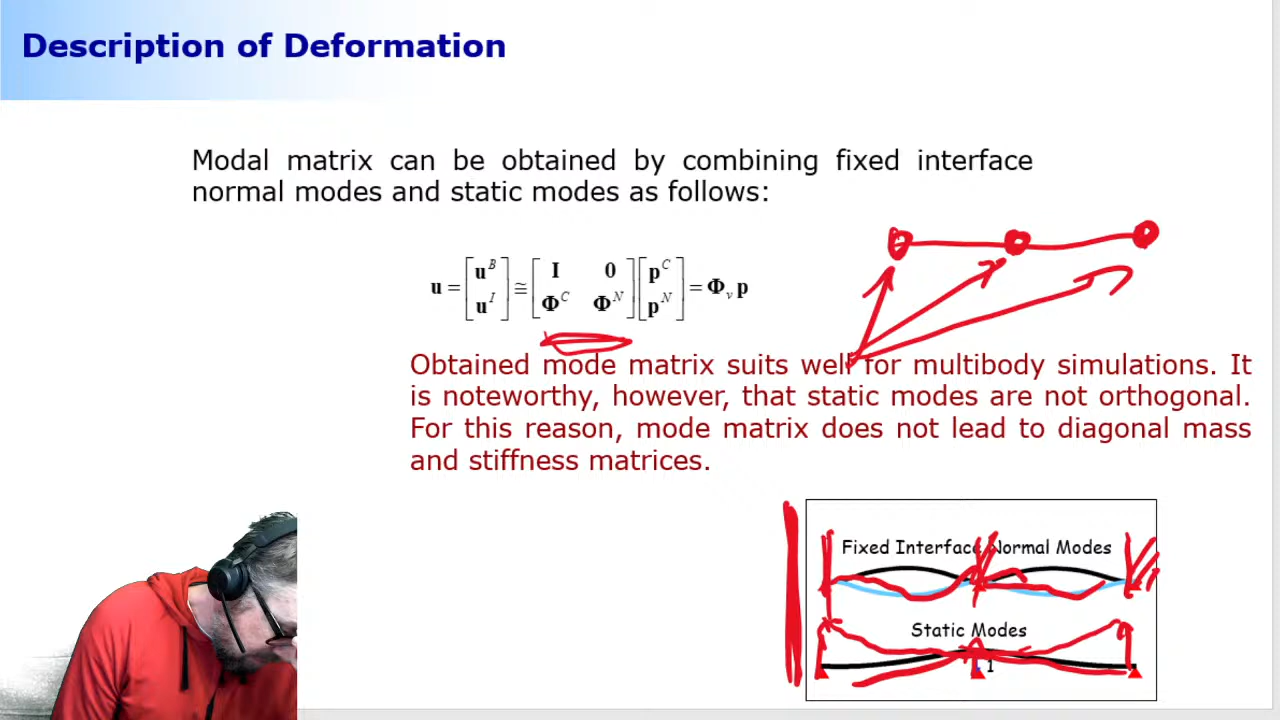 Description of Deformation
Modal matrix can be obtained by combining fixed interface
normal modes and static modes as follows:
u = [ u^B ; u^I ] ≅ [ I 0 ; Φ^C Φ^N ] [ p^C ; p^N ] = Φ_v p
Obtained mode matrix suits well for multibody simulations. It
is noteworthy, however, that static modes are not orthogonal.
For this reason, mode matrix does not lead to diagonal mass
and stiffness matrices.
Fixed Interface Normal Modes
Static Modes
1